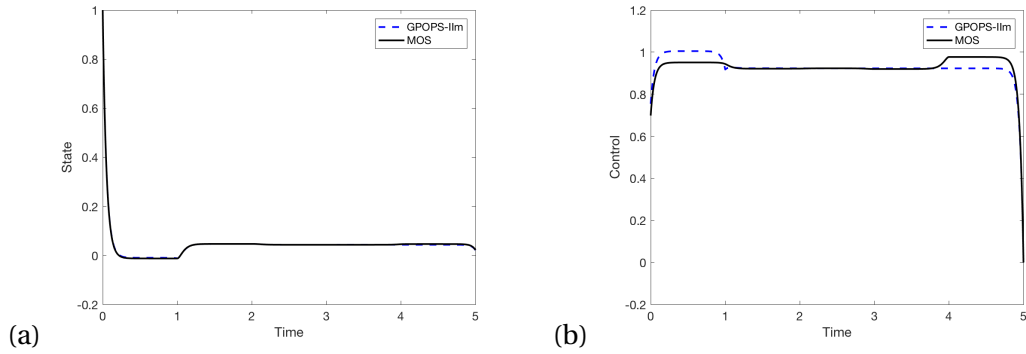 1
0.8
0.6
0.4
0.2
0
-0.2
State
0 1 2 3 4 5
Time
GPOPS-IIm
MOS
(a)
1.2
1
0.8
0.6
0.4
0.2
0
-0.2
Control
0 1 2 3 4 5
Time
GPOPS-IIm
MOS
(b)